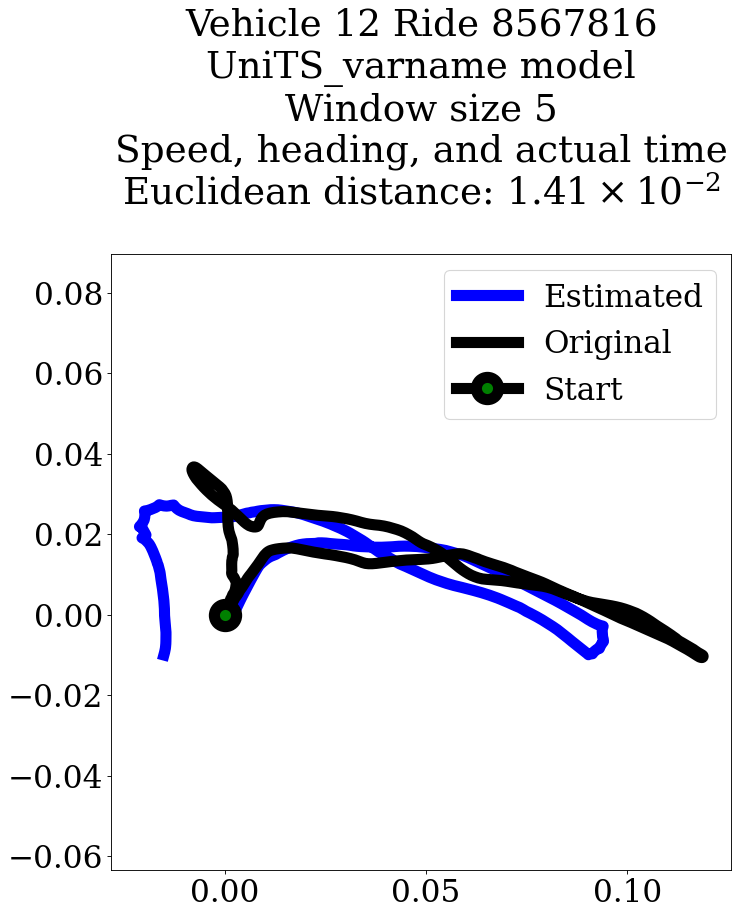 Vehicle 12 Ride 8567816
UniTS_varname model
Window size 5
Speed, heading, and actual time
Euclidean distance: 1.41 × 10⁻²
Estimated
Original
Start
0.08
0.06
0.04
0.02
0.00
−0.02
−0.04
−0.06
0.00 0.05 0.10